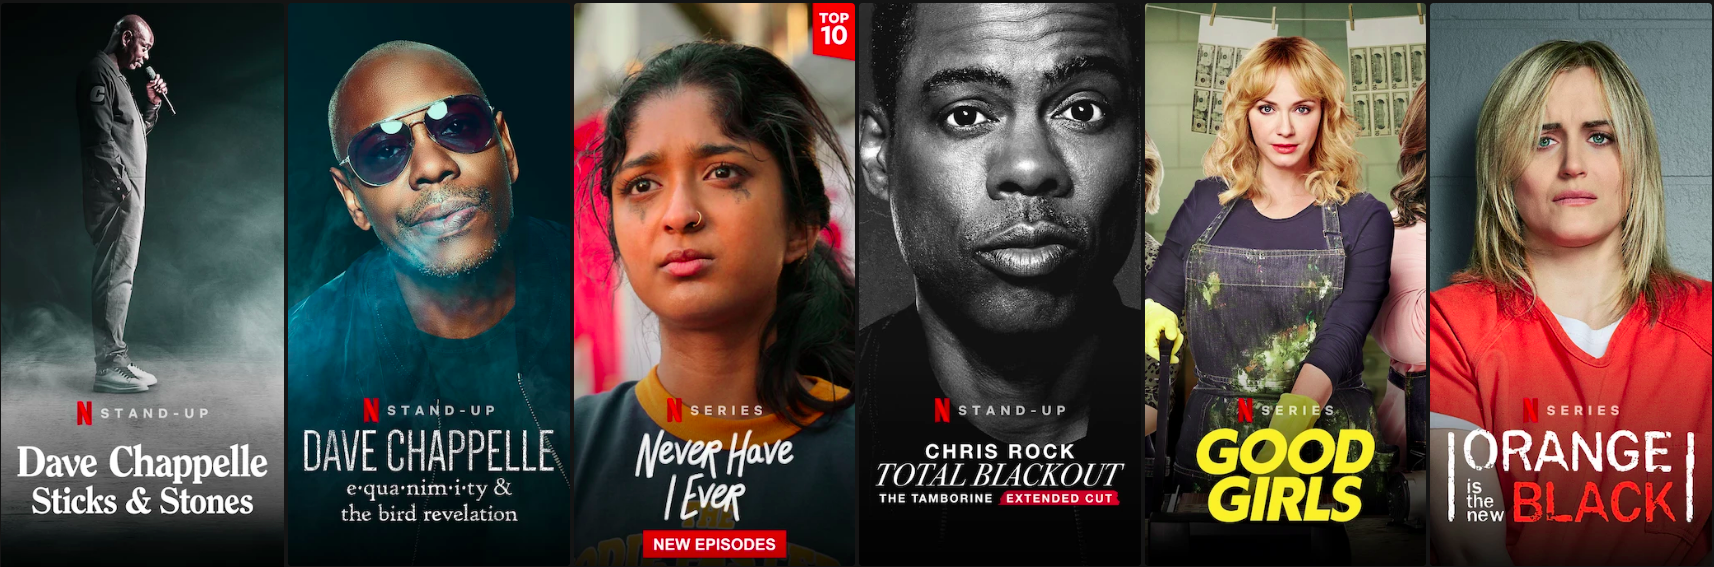 N STAND-UP
Dave Chappelle
Sticks & Stones
N STAND-UP
DAVE CHAPPELLE
e•qua•nim•i•ty &
the bird revelation
TOP
10
N SERIES
Never Have
I Ever
NEW EPISODES
N STAND-UP
CHRIS ROCK
TOTAL BLACKOUT
THE TAMBORINE EXTENDED CUT
N SERIES
GOOD
GIRLS
N SERIES
ORANGE
is
the
new BLACK